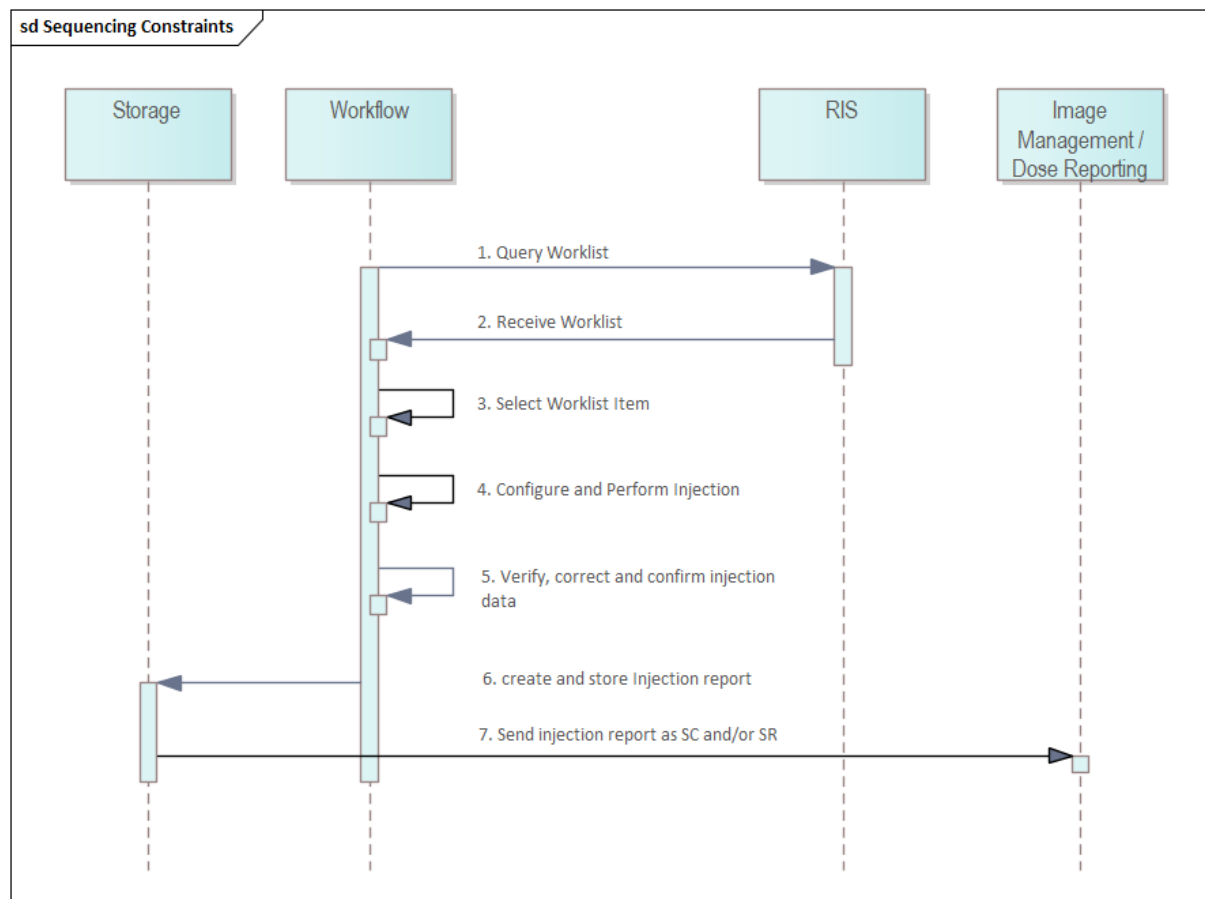 sd Sequencing Constraints
Storage
Workflow
RIS
Image
Management /
Dose Reporting
1. Query Worklist
2. Receive Worklist
3. Select Worklist Item
4. Configure and Perform Injection
5. Verify, correct and confirm injection
data
6. create and store Injection report
7. Send injection report as SC and/or SR